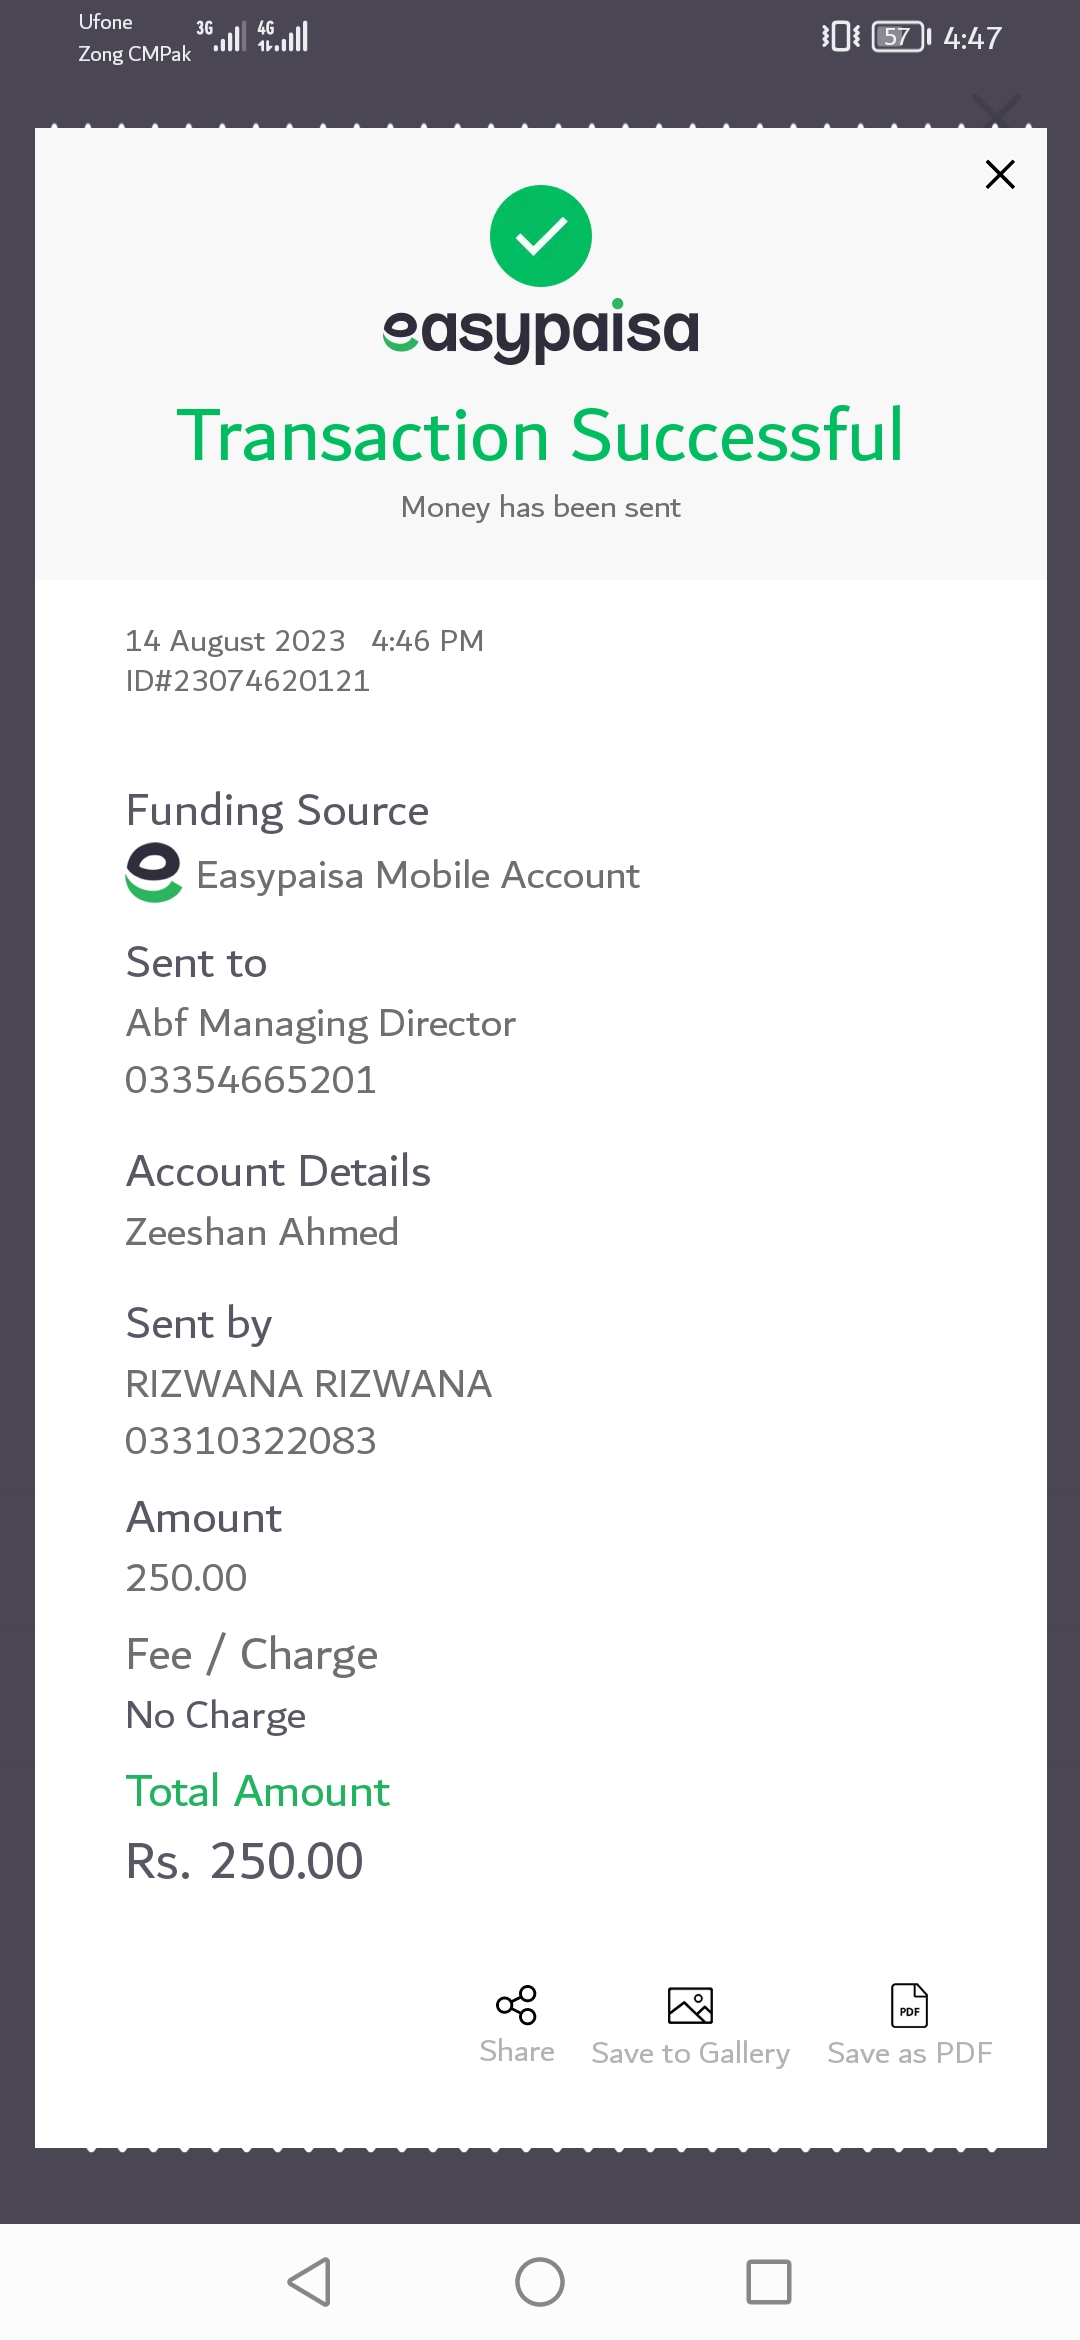 Ufone
Zong CMPak
3G
4G
57
4:47
easypaisa
Transaction Successful
Money has been sent
14 August 2023 4:46 PM
ID#23074620121
Funding Source
Easypaisa Mobile Account
Sent to
Abf Managing Director
03354665201
Account Details
Zeeshan Ahmed
Sent by
RIZWANA RIZWANA
03310322083
Amount
250.00
Fee / Charge
No Charge
Total Amount
Rs. 250.00
PDF
Share
Save to Gallery
Save as PDF